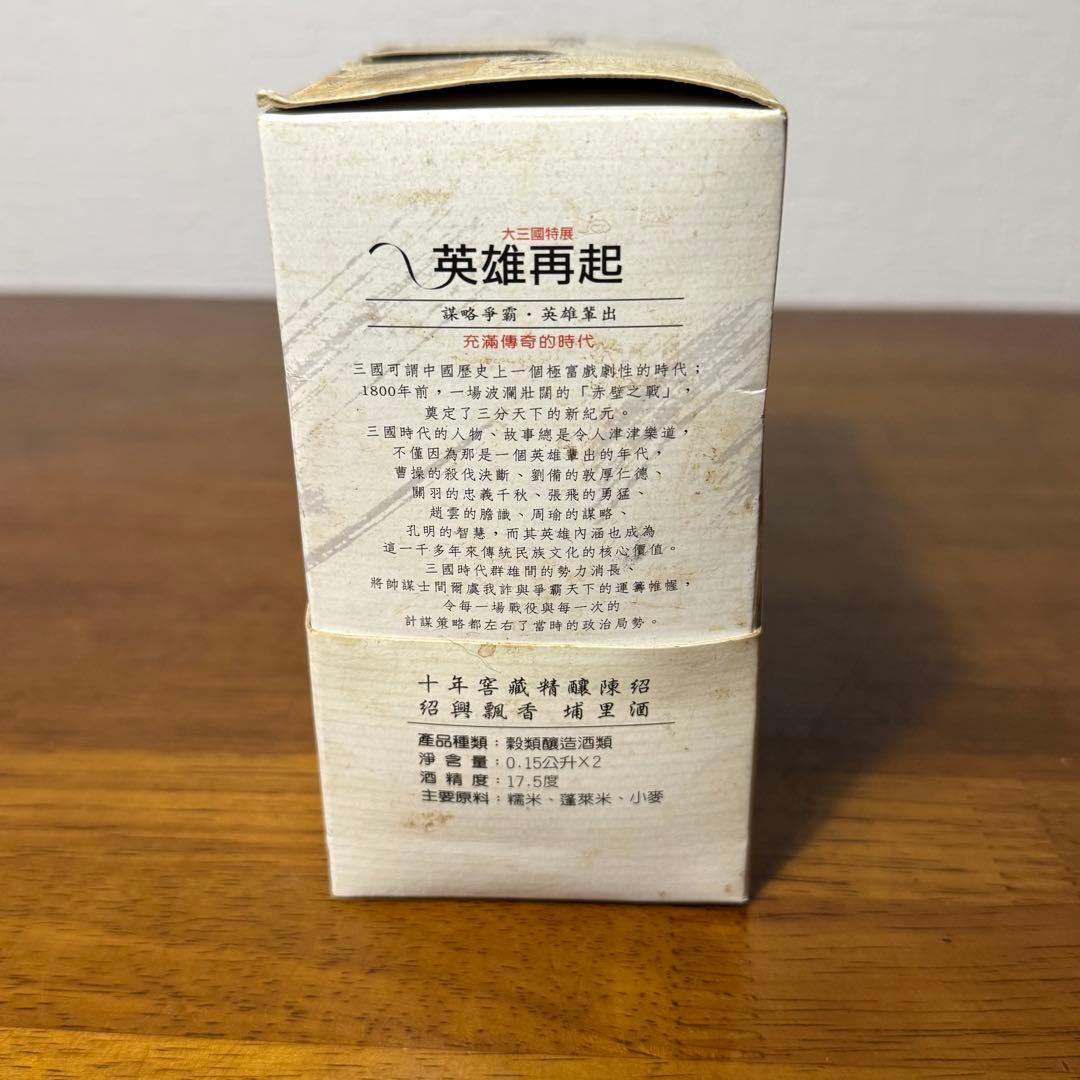 大三國特展
英雄再起
謀略爭霸·英雄輩出
充滿傳奇的時代
三國可謂中國歷史上一個極富戲劇性的時代；
1800年前，一場波瀾壯闊的「赤壁之戰」，
奠定了三分天下的新紀元。
三國時代的人物、故事總是令人津津樂道，
不僅因為那是一個英雄輩出的年代，
曹操的殺伐決斷、劉備的敦厚仁德、
關羽的忠義千秋、張飛的勇猛、
趙雲的膽識、周瑜的謀略、
孔明的智慧，而其英雄內涵也成為
這一千多年來傳統民族文化的核心價值。
三國時代群雄間的勢力消長、
將帥謀士間爾虞我詐與爭霸天下的運籌帷幄，
令每一場戰役與每一次的
計謀策略都左右了當時的政治局勢。
十年窖藏精釀陳紹
紹興飄香 埔里酒
產品種類：穀類釀造酒類
淨含量：0.15公升×2
酒精度：17.5度
主要原料：糯米、蓬萊米、小麥